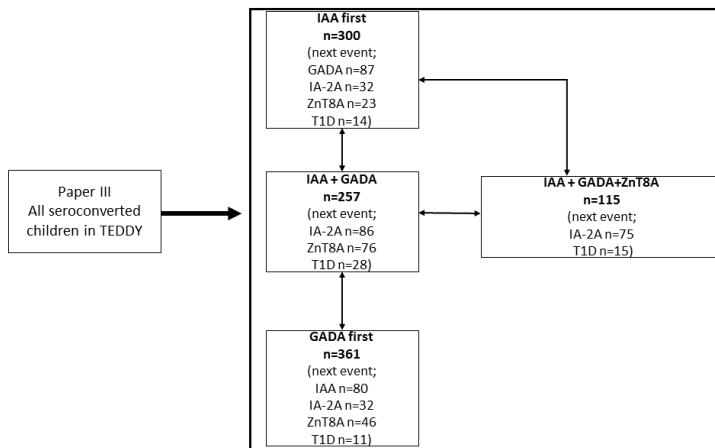 IAA first
n=300
(next event;
GADA n=87
IA-2A n=32
ZnT8A n=23
T1D n=14)
Paper III
All seroconverted
children in TEDDY
IAA + GADA
n=257
(next event;
IA-2A n=86
ZnT8A n=76
T1D n=28)
IAA + GADA+ZnT8A
n=115
(next event;
IA-2A n=75
T1D n=15)
GADA first
n=361
(next event;
IAA n=80
IA-2A n=32
ZnT8A n=46
T1D n=11)